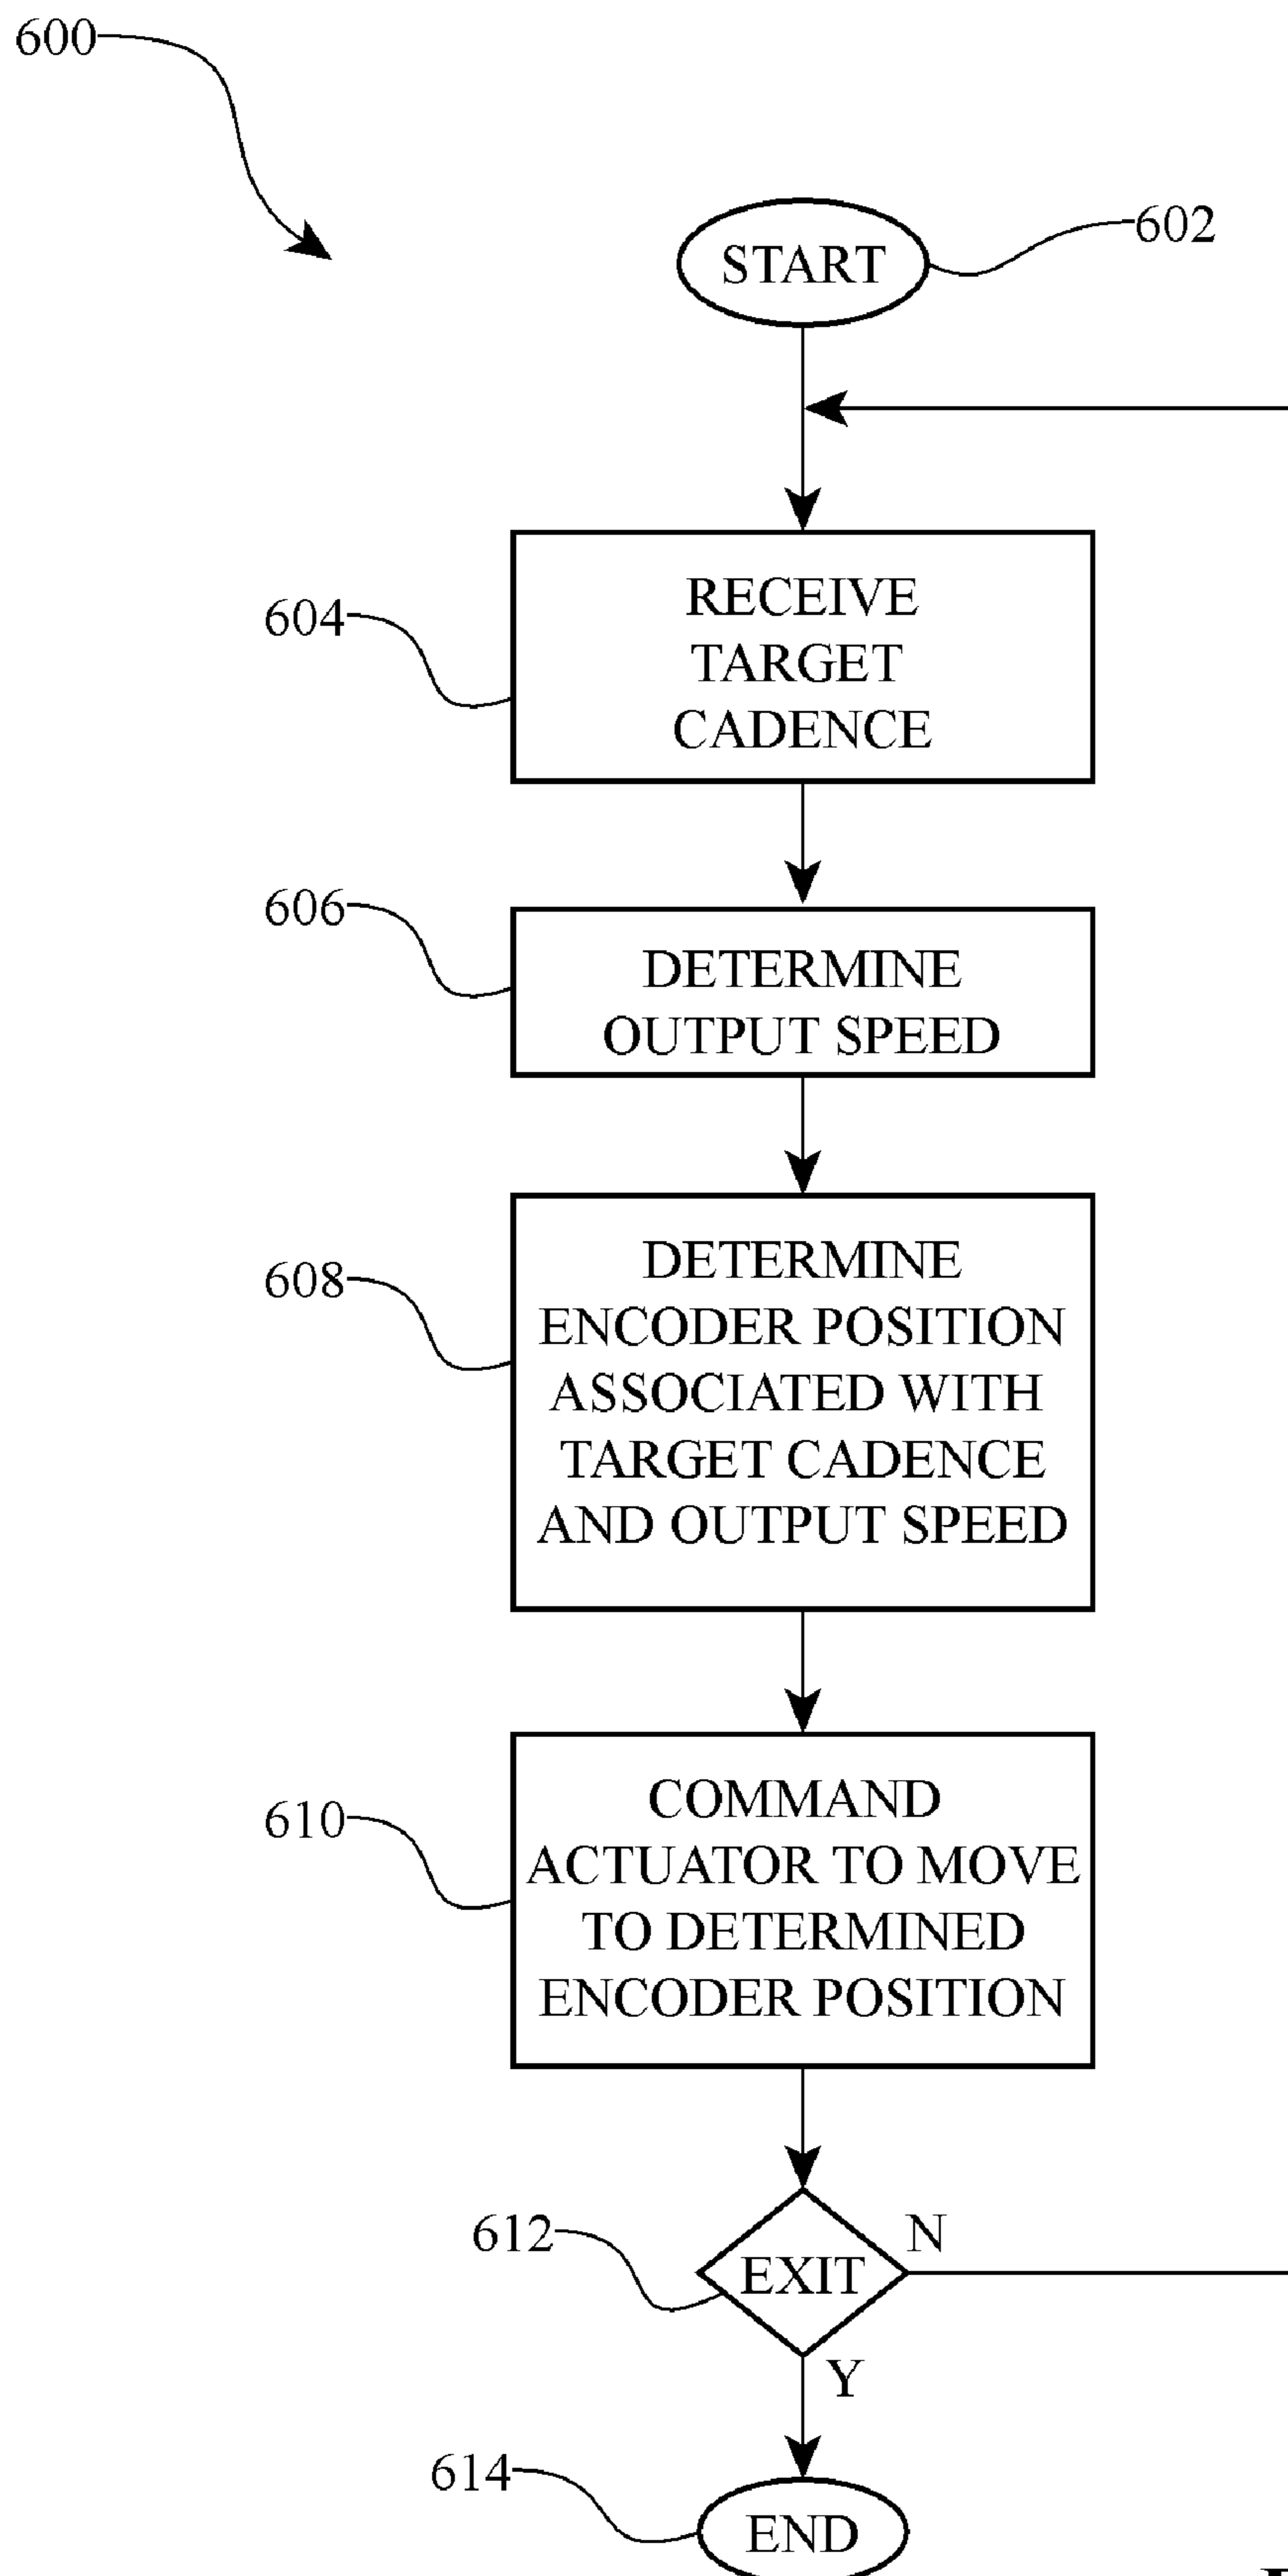 600
START
602
RECEIVE
TARGET
CADENCE
604
606
DETERMINE
OUTPUT SPEED
608
DETERMINE
ENCODER POSITION
ASSOCIATED WITH
TARGET CADENCE
AND OUTPUT SPEED
610
COMMAND
ACTUATOR TO MOVE
TO DETERMINED
ENCODER POSITION
612
EXIT
N
Y
614
END